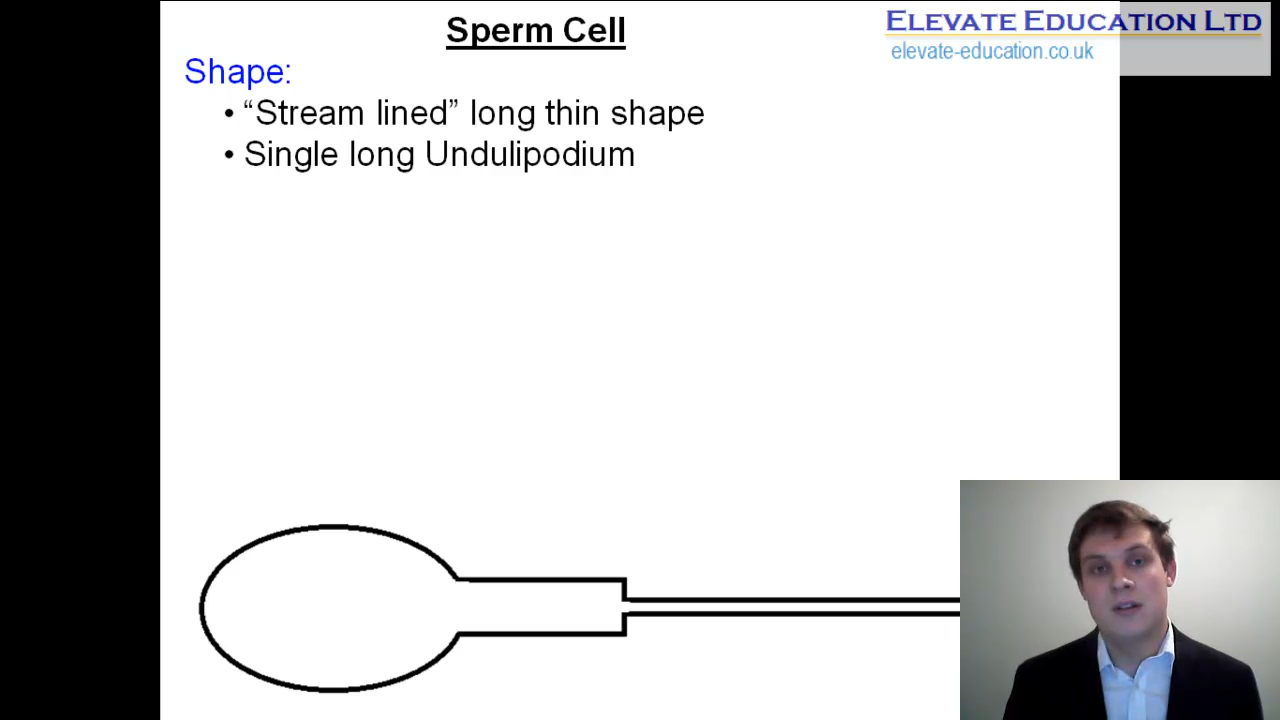 Sperm Cell
ELEVATE EDUCATION LTD
elevate-education.co.uk
Shape:
• “Stream lined” long thin shape
• Single long Undulipodium